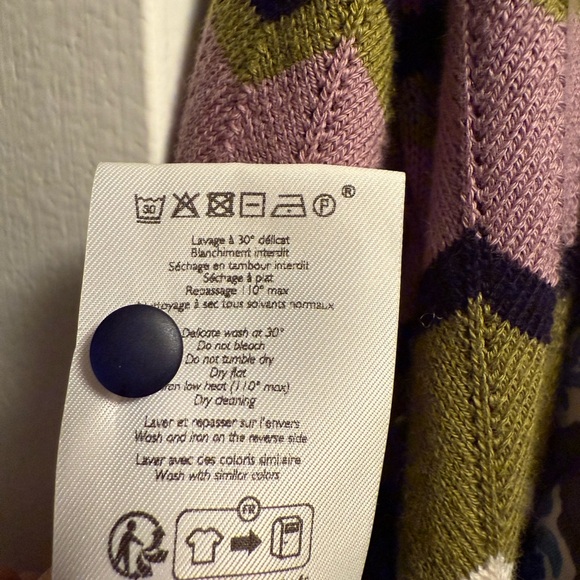 30 F ®
Lavage à 30° délicat
Blanchiment interdit
Séchage en tambour interdit
Séchage à plat
Repassage 110° max
à sec tous solvants normaux
Delicate wash at 30°
Do not bleach
Do not tumble dry
Dry flat
low heat (110° max)
Dry cleaning
Laver et repasser sur l'envers
Wash and iron on the reverse side
Laver avec des coloris similaire
Wash with similar colors
FR